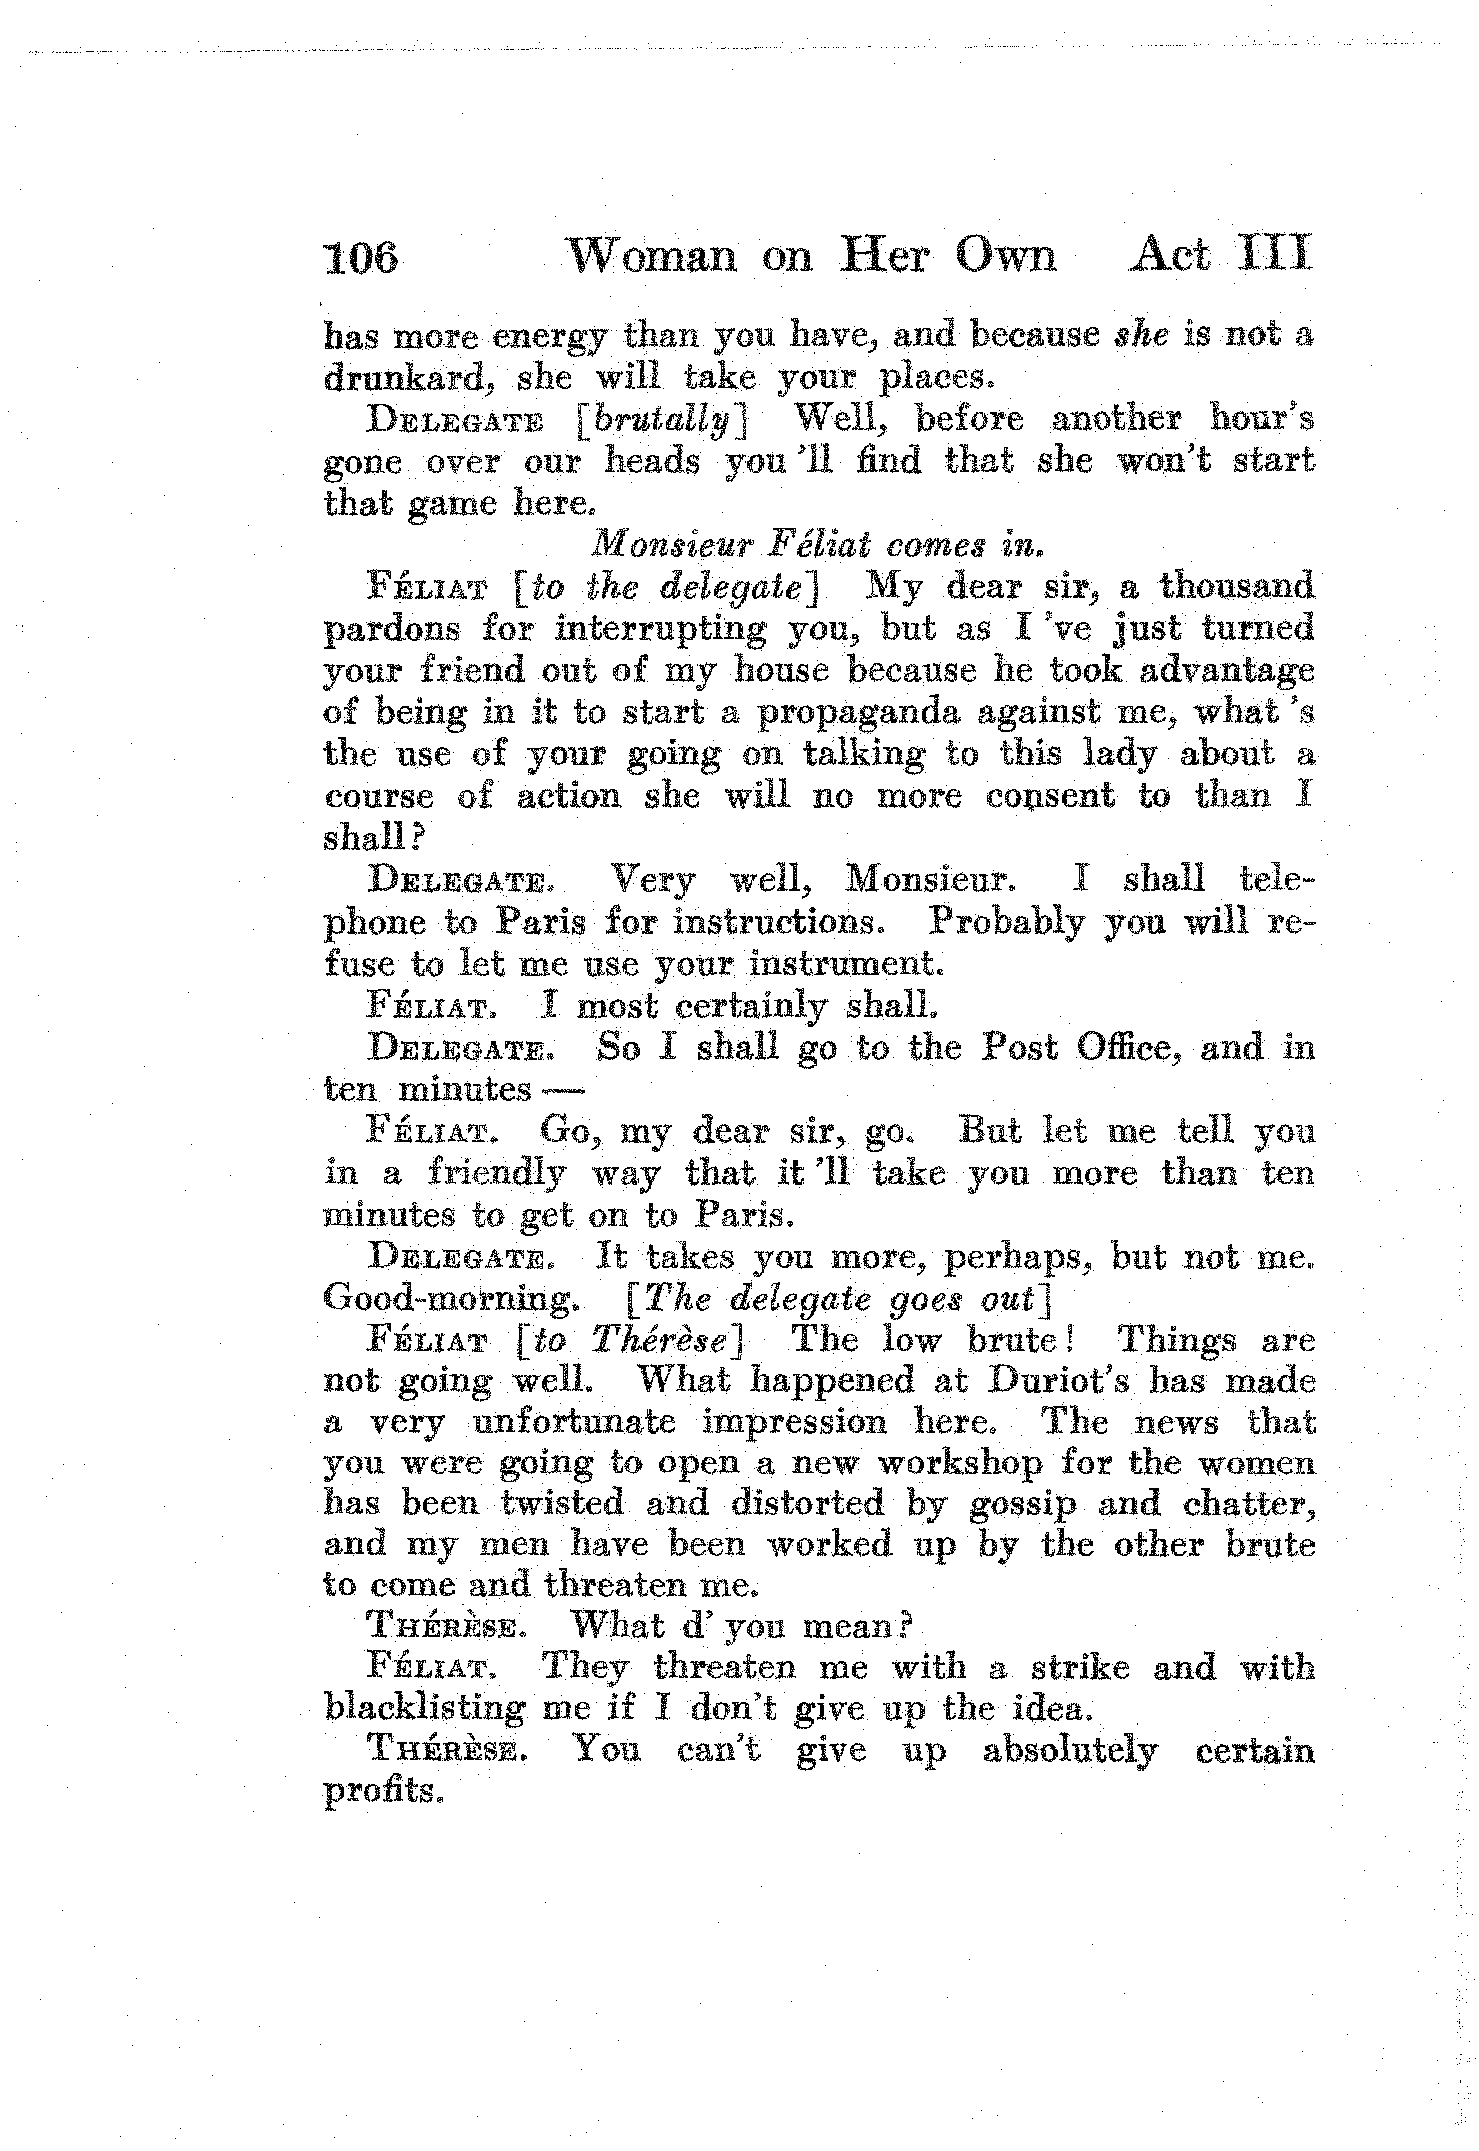 106 Woman on Her Own Act III
has more energy than you have, and because she is not a
drunkard, she will take your places.
DELEGATE [brutally] Well, before another hour's
gone over our heads you 'll find that she won't start
that game here.
Monsieur Féliat comes in.
FÉLIAT [to the delegate] My dear sir, a thousand
pardons for interrupting you, but as I 've just turned
your friend out of my house because he took advantage
of being in it to start a propaganda against me, what 's
the use of your going on talking to this lady about a
course of action she will no more consent to than I
shall?
DELEGATE. Very well, Monsieur. I shall tele-
phone to Paris for instructions. Probably you will re-
fuse to let me use your instrument.
FÉLIAT. I most certainly shall.
DELEGATE. So I shall go to the Post Office, and in
ten minutes —
FÉLIAT. Go, my dear sir, go. But let me tell you
in a friendly way that it 'll take you more than ten
minutes to get on to Paris.
DELEGATE. It takes you more, perhaps, but not me.
Good-morning. [The delegate goes out]
FÉLIAT [to Thérèse] The low brute! Things are
not going well. What happened at Duriot's has made
a very unfortunate impression here. The news that
you were going to open a new workshop for the women
has been twisted and distorted by gossip and chatter,
and my men have been worked up by the other brute
to come and threaten me.
THÉRÈSE. What d' you mean?
FÉLIAT. They threaten me with a strike and with
blacklisting me if I don't give up the idea.
THÉRÈSE. You can't give up absolutely certain
profits.